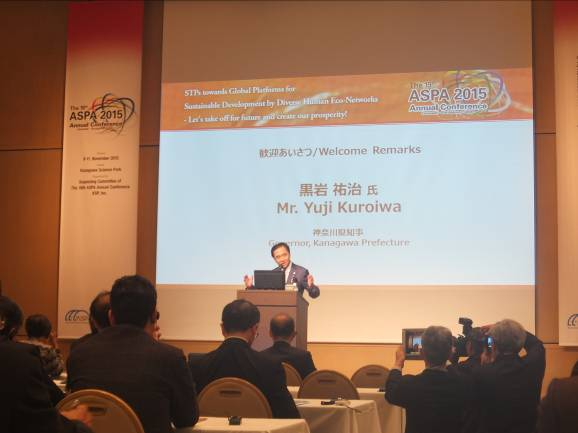 The 19th
ASPA 2015
Annual Conference
9-11, November 2015
Kanagawa Science Park
Organizing Committee of
The 19th ASPA Annual Conference
KSP, Inc.
STPs towards Global Platforms for
Sustainable Development by Diverse Human Eco-Networks
- Let's take off for future and create our prosperity!
The 19th
ASPA 2015
Annual Conference
歓迎あいさつ/Welcome Remarks
黒岩 祐治 氏
Mr. Yuji Kuroiwa
神奈川県知事
Governor, Kanagawa Prefecture